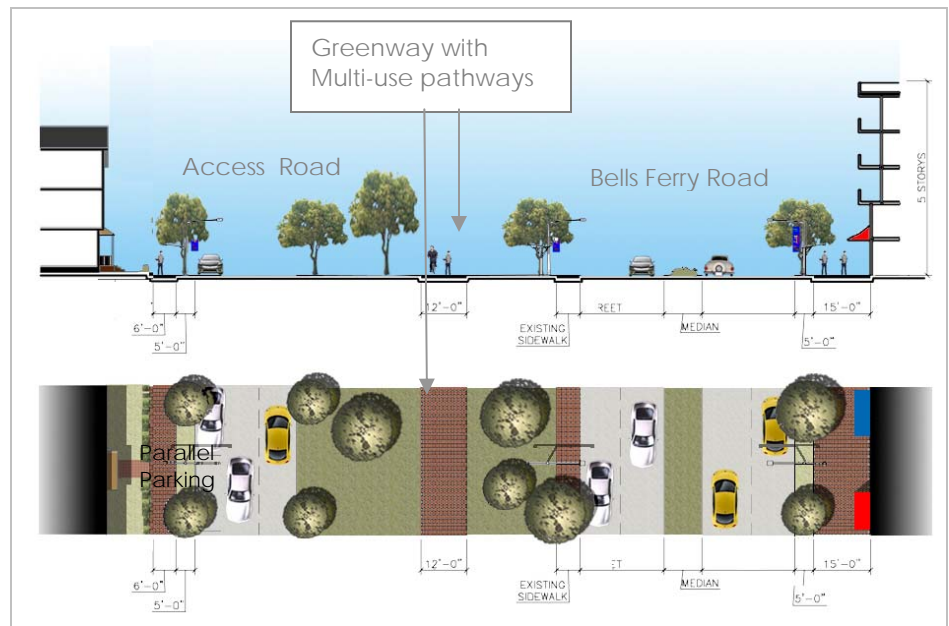 Greenway with
Multi-use pathways
Access Road
Bells Ferry Road
5 STORYS
6'-0"
5'-0"
12'-0"
EXISTING
SIDEWALK
REET
MEDIAN
5'-0"
15'-0"
Parallel
Parking
6'-0"
5'-0"
12'-0"
EXISTING
SIDEWALK
ET
MEDIAN
5'-0"
15'-0"